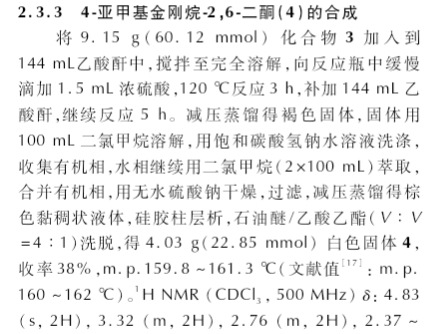 2.3.3 4-亚甲基金刚烷-2,6-二酮(4)的合成
将 9.15 g(60.12 mmol) 化合物 3 加入到
144 mL乙酸酐中,搅拌至完全溶解,向反应瓶中缓慢
滴加 1.5 mL 浓硫酸,120 ℃反应 3 h,补加 144 mL 乙
酸酐,继续反应 5 h。减压蒸馏得褐色固体,固体用
100 mL 二氯甲烷溶解,用饱和碳酸氢钠水溶液洗涤,
收集有机相,水相继续用二氯甲烷(2×100 mL)萃取,
合并有机相,用无水硫酸钠干燥,过滤,减压蒸馏得棕
色黏稠状液体,硅胶柱层析,石油醚/乙酸乙酯(V∶V
=4∶1)洗脱,得 4.03 g(22.85 mmol) 白色固体 4,
收率 38%,m.p.159.8 ~161.3 ℃(文献值[17]: m.p.
160 ~162 ℃)。1H NMR (CDCl3, 500 MHz) δ: 4.83
(s, 2H), 3.32 (m, 2H), 2.76 (m, 2H), 2.37 ~